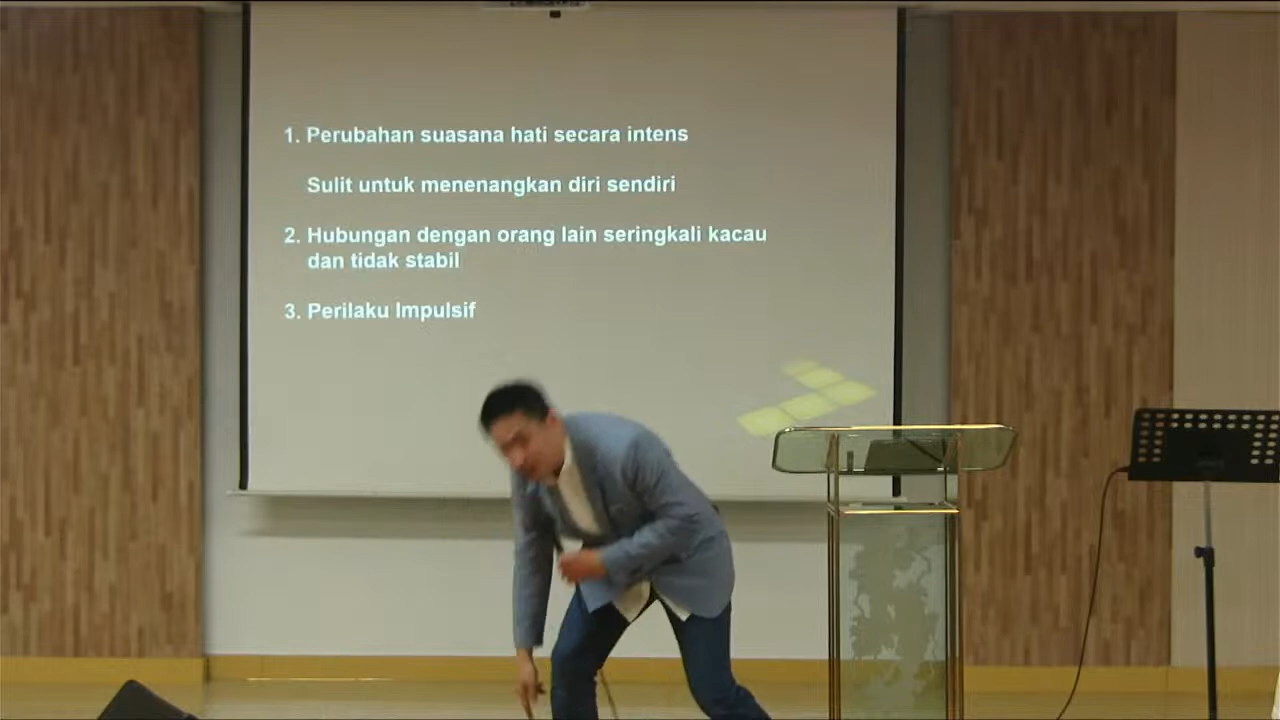 1. Perubahan suasana hati secara intens
Sulit untuk menenangkan diri sendiri
2. Hubungan dengan orang lain seringkali kacau
dan tidak stabil
3. Perilaku Impulsif